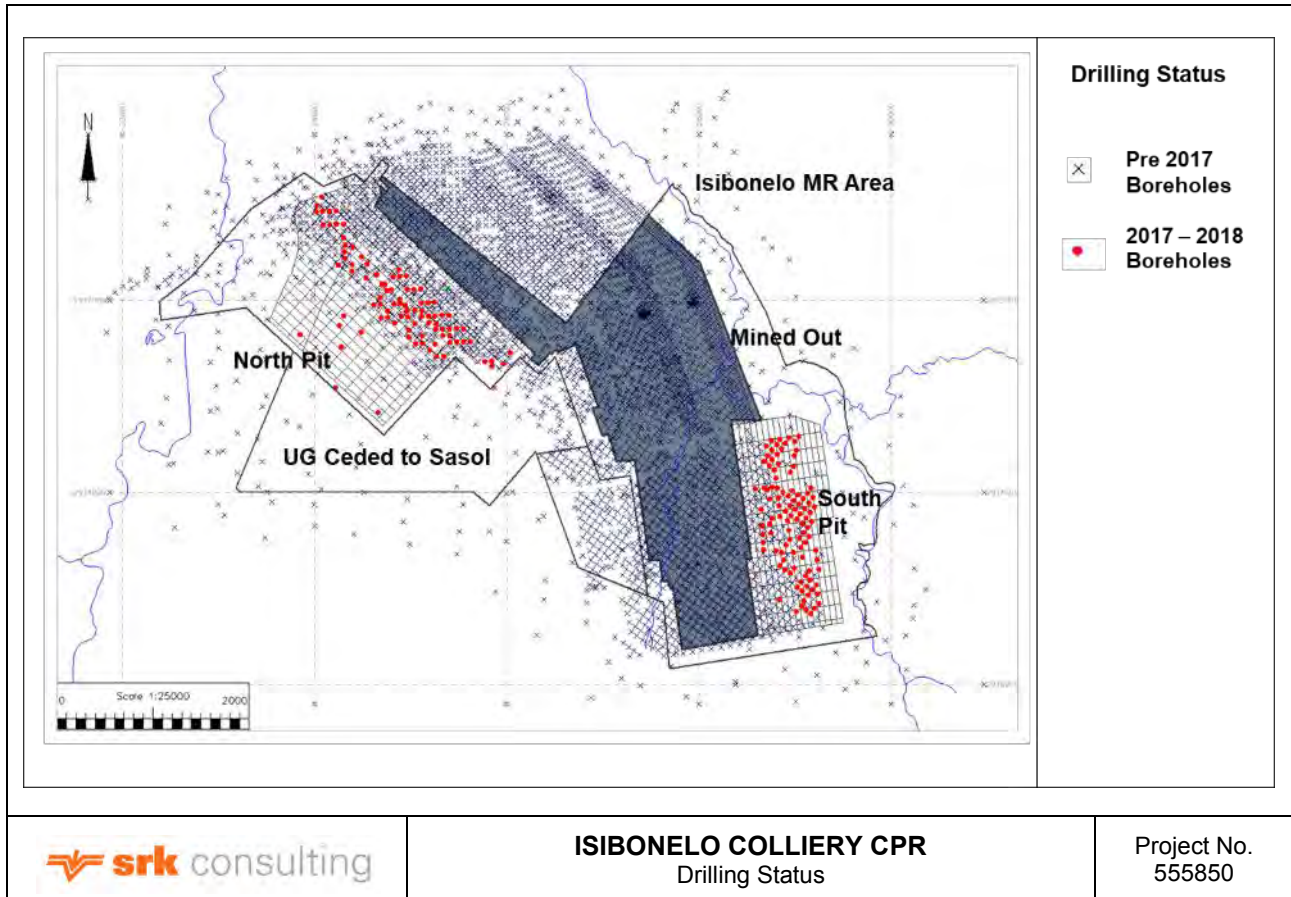 Drilling Status
Pre 2017
Boreholes
2017 – 2018
Boreholes
N
Isibonelo MR Area
Mined Out
North Pit
UG Ceded to Sasol
South
Pit
Scale 1:25000
0 2000
srk consulting
ISIBONELO COLLIERY CPR
Drilling Status
Project No.
555850